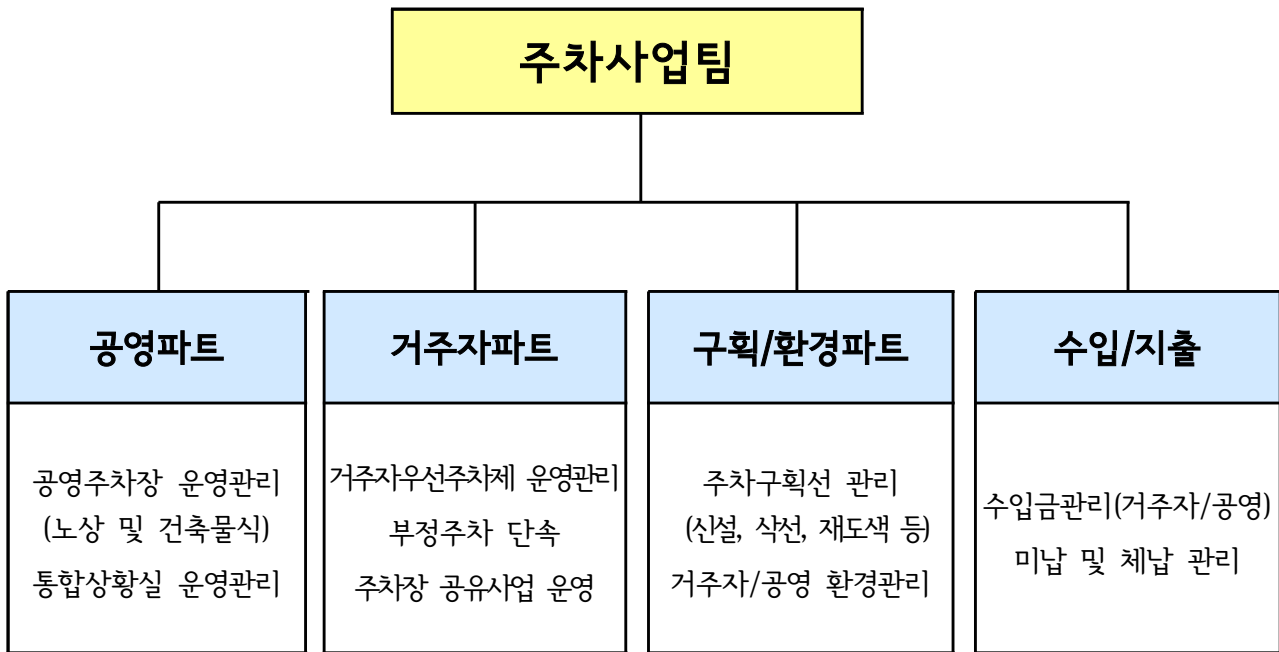 주차사업팀
공영파트
공영주차장 운영관리
(노상 및 건축물식)
통합상황실 운영관리
거주자파트
거주자우선주차제 운영관리
부정주차 단속
주차장 공유사업 운영
구획/환경파트
주차구획선 관리
(신설, 삭선, 재도색 등)
거주자/공영 환경관리
수입/지출
수입금관리(거주자/공영)
미납 및 체납 관리